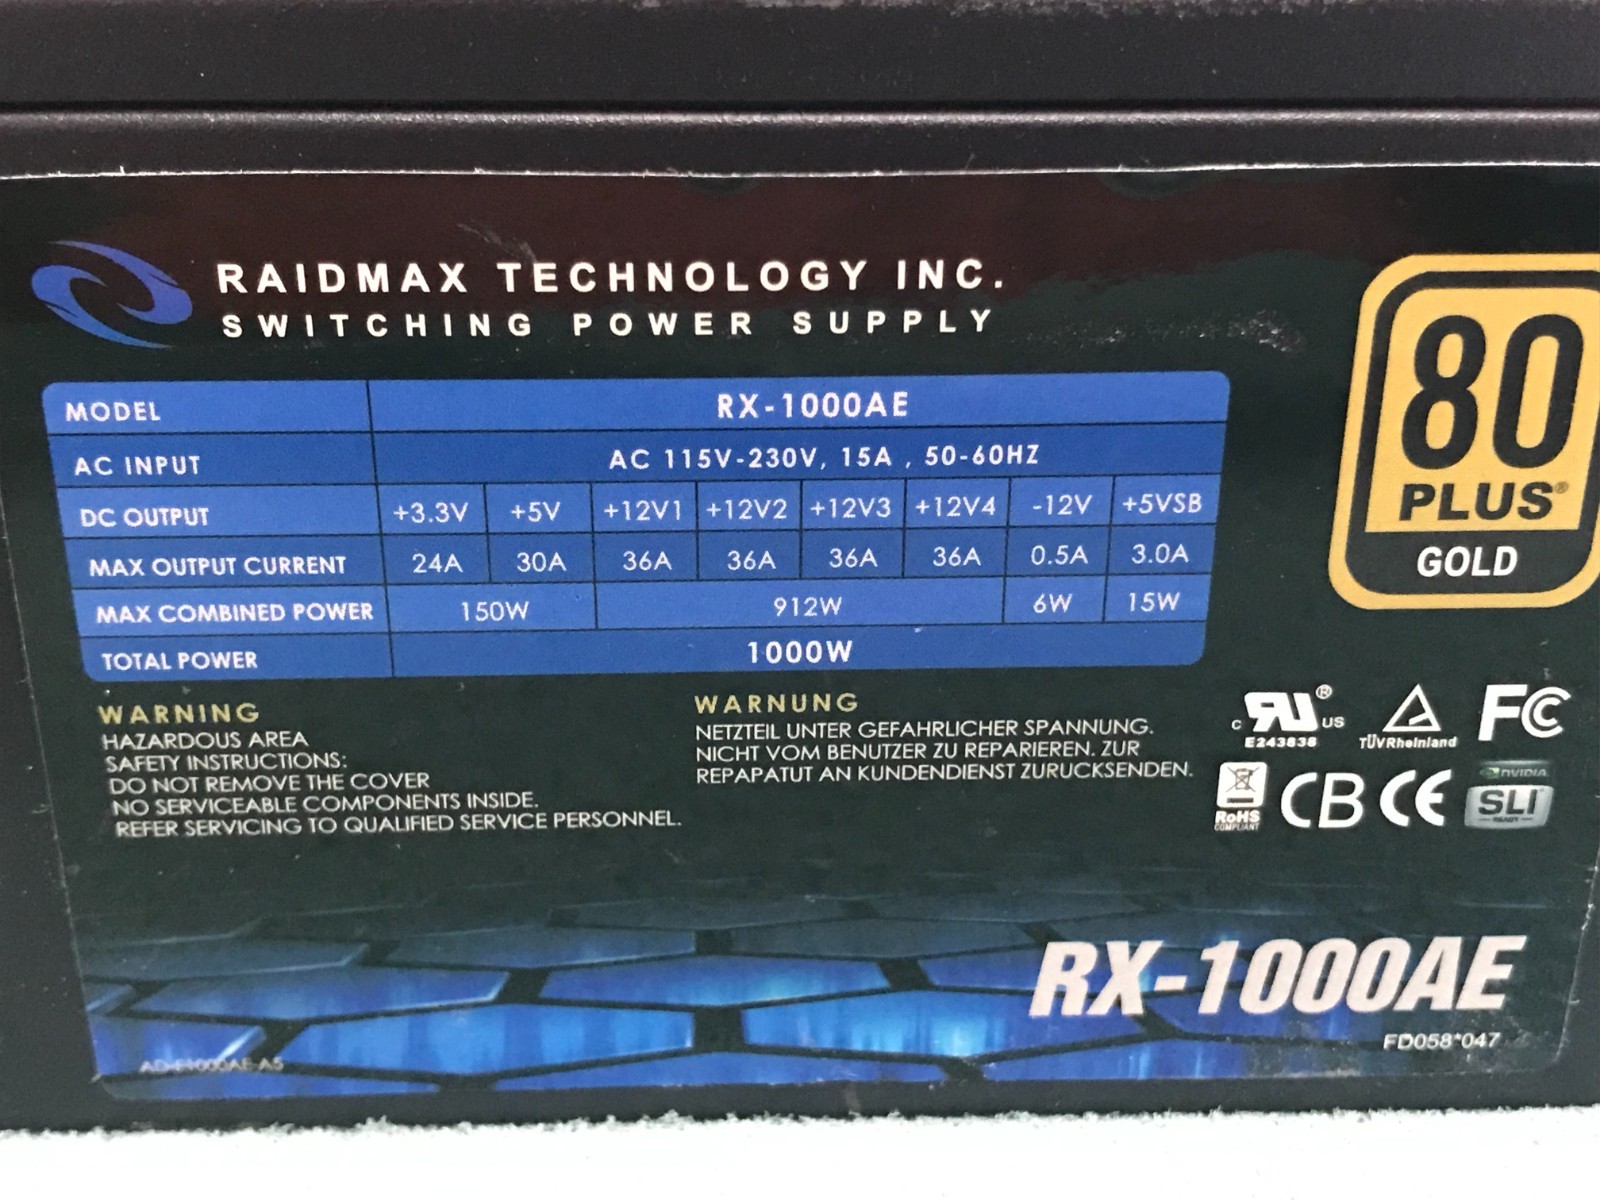 RAIDMAX TECHNOLOGY INC.
SWITCHING POWER SUPPLY
80
PLUS®
GOLD
MODEL RX-1000AE
AC INPUT AC 115V-230V, 15A , 50-60HZ
DC OUTPUT +3.3V +5V +12V1 +12V2 +12V3 +12V4 -12V +5VSB
MAX OUTPUT CURRENT 24A 30A 36A 36A 36A 36A 0.5A 3.0A
MAX COMBINED POWER 150W 912W 6W 15W
TOTAL POWER 1000W
WARNING
HAZARDOUS AREA
SAFETY INSTRUCTIONS:
DO NOT REMOVE THE COVER
NO SERVICEABLE COMPONENTS INSIDE.
REFER SERVICING TO QUALIFIED SERVICE PERSONNEL.
WARNUNG
NETZTEIL UNTER GEFAHRLICHER SPANNUNG.
NICHT VOM BENUTZER ZU REPARIEREN. ZUR
REPAPATUT AN KUNDENDIENST ZURUCKSENDEN.
c RU® US
E243838
TÜVRheinland
FC
RoHS
COMPLIANT
CB
CE
NVIDIA
SLI
READY
RX-1000AE
FD058*047